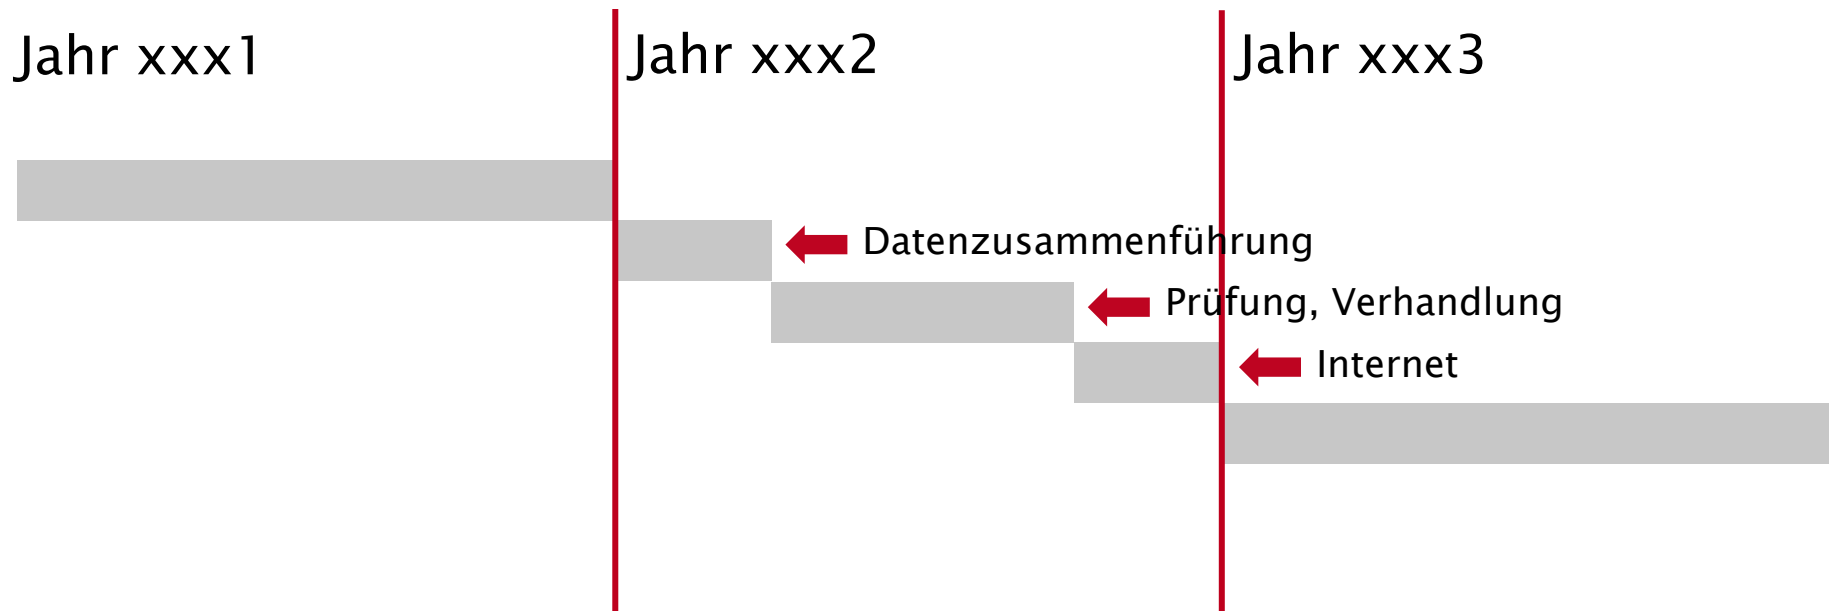 Jahr xxx1
Jahr xxx2
Jahr xxx3
Datenzusammenführung
Prüfung, Verhandlung
Internet